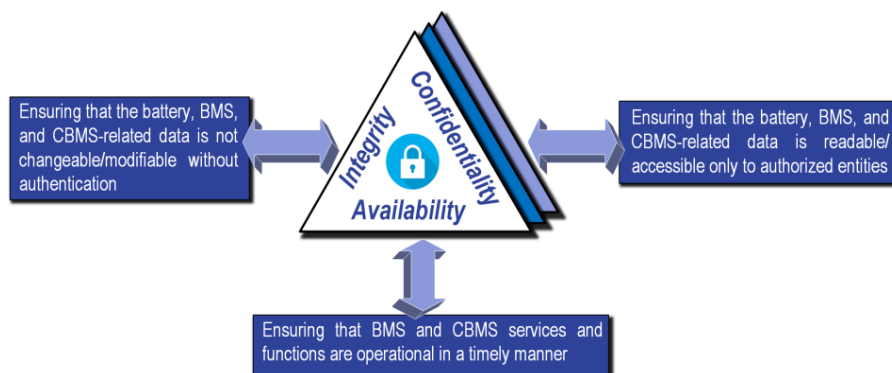 Ensuring that the battery, BMS,
and CBMS-related data is not
changeable/modifiable without
authentication
Integrity
Confidentiality
Availability
Ensuring that the battery, BMS, and
CBMS-related data is readable/
accessible only to authorized entities
Ensuring that BMS and CBMS services and
functions are operational in a timely manner